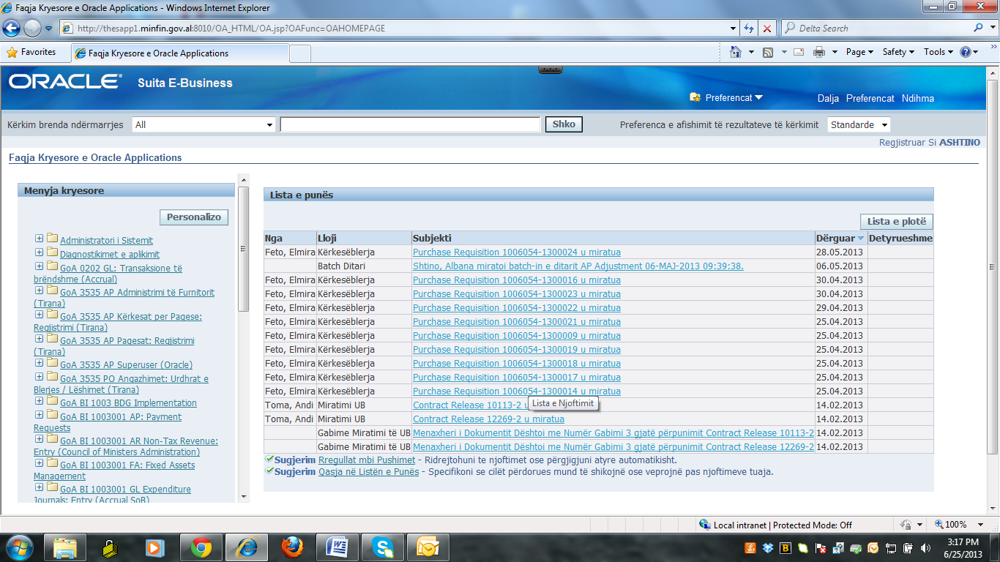 Faqja Kryesore e Oracle Applications - Windows Internet Explorer
http://thesapp1.minfin.gov.al:8010/OA_HTML/OA.jsp?OAFunc=OAHOMEPAGE
Delta Search
Favorites
Faqja Kryesore e Oracle Applications
Page
Safety
Tools
ORACLE
Suita E-Business
Preferencat
Dalja Preferencat Ndihma
Kërkim brenda ndërmarrjes
All
Shko
Preferenca e afishimit të rezultateve të kërkimit
Standarde
Regjistruar Si ASHTINO
Faqja Kryesore e Oracle Applications
Menyja kryesore
Personalizo
Administratori i Sistemit
Diagnostikimet e aplikimit
GoA 0202 GL: Transaksione të
brëndshme (Accrual)
GoA 3535 AP Administrimi të Furnitorit
(Tirana)
GoA 3535 AP Kërkesat per Pagese:
Regjistrimi (Tirana)
GoA 3535 AP Pagesat: Regjistrimi
(Tirana)
GoA 3535 AP Superuser (Oracle)
GoA 3535 PO Angazhimet: Urdhrat e
Blerjes / Lëshimet (Tirana)
GoA BI 1003 BDG Implementation
GoA BI 1003001 AP: Payment
Requests
GoA BI 1003001 AR Non-Tax Revenue:
Entry (Council of Ministers Administration)
GoA BI 1003001 FA: Fixed Assets
Management
GoA BI 1003001 GL Expenditure
Journals: Entry (Accrual SoB)
Lista e punës
Lista e plotë
Nga Lloji Subjekti Dërguar Detyrueshme
Feto, Elmira Kërkesëblerja Purchase Requisition 1006054-1300024 u miratua 28.05.2013
Batch Ditari Shtino, Albana miratoi batch-in e ditarit AP Adjustment 06-MAJ-2013 09:39:38. 06.05.2013
Feto, Elmira Kërkesëblerja Purchase Requisition 1006054-1300016 u miratua 30.04.2013
Feto, Elmira Kërkesëblerja Purchase Requisition 1006054-1300023 u miratua 30.04.2013
Feto, Elmira Kërkesëblerja Purchase Requisition 1006054-1300022 u miratua 29.04.2013
Feto, Elmira Kërkesëblerja Purchase Requisition 1006054-1300021 u miratua 25.04.2013
Feto, Elmira Kërkesëblerja Purchase Requisition 1006054-1300009 u miratua 25.04.2013
Feto, Elmira Kërkesëblerja Purchase Requisition 1006054-1300019 u miratua 25.04.2013
Feto, Elmira Kërkesëblerja Purchase Requisition 1006054-1300018 u miratua 25.04.2013
Feto, Elmira Kërkesëblerja Purchase Requisition 1006054-1300017 u miratua 25.04.2013
Feto, Elmira Kërkesëblerja Purchase Requisition 1006054-1300014 u miratua 25.04.2013
Toma, Andi Miratimi UB Contract Release 10113-2 u 14.02.2013
Lista e Njoftimit
Toma, Andi Miratimi UB Contract Release 12269-2 u miratua 14.02.2013
Gabime Miratimi të UB Menaxheri i Dokumentit Dështoi me Numër Gabimi 3 gjatë përpunimit Contract Release 10113-2 14.02.2013
Gabime Miratimi të UB Menaxheri i Dokumentit Dështoi me Numër Gabimi 3 gjatë përpunimit Contract Release 12269-2 14.02.2013
Sugjerim Rregullat mbi Pushimet - Ridrejtohuni te njoftimet ose përgjigjuni atyre automatikisht.
Sugjerim Qasja në Listën e Punës - Specifikoni se cilët përdorues mund të shikojnë ose veprojnë pas njoftimeve tuaja.
Local intranet | Protected Mode: Off
100%
3:17 PM
6/25/2013